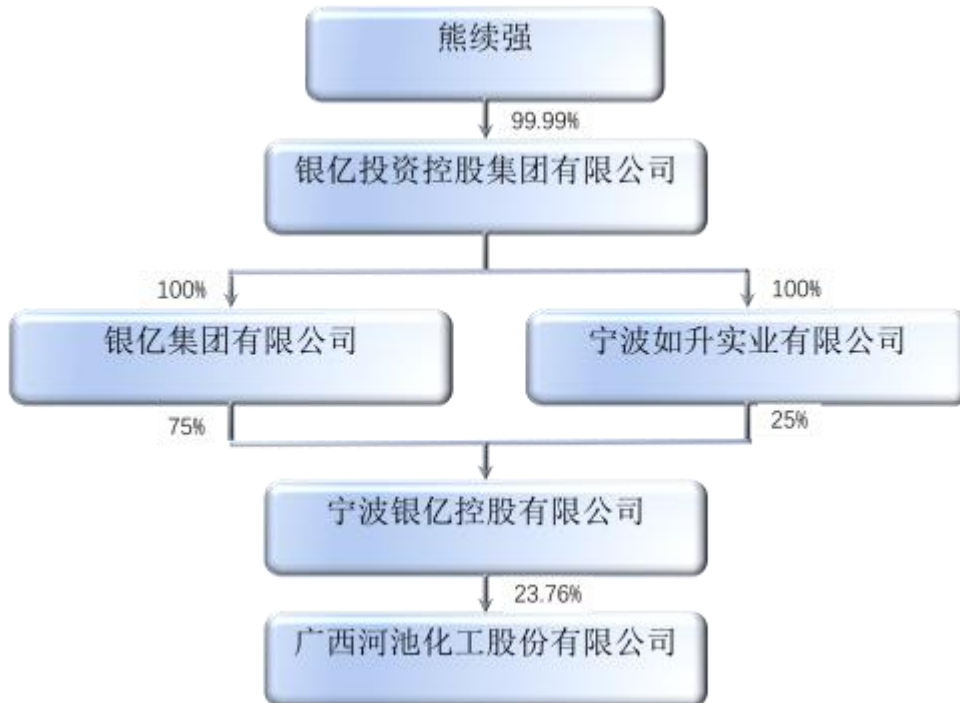 熊续强
99.99%
银亿投资控股集团有限公司
100%
100%
银亿集团有限公司
宁波如升实业有限公司
75%
25%
宁波银亿控股有限公司
23.76%
广西河池化工股份有限公司